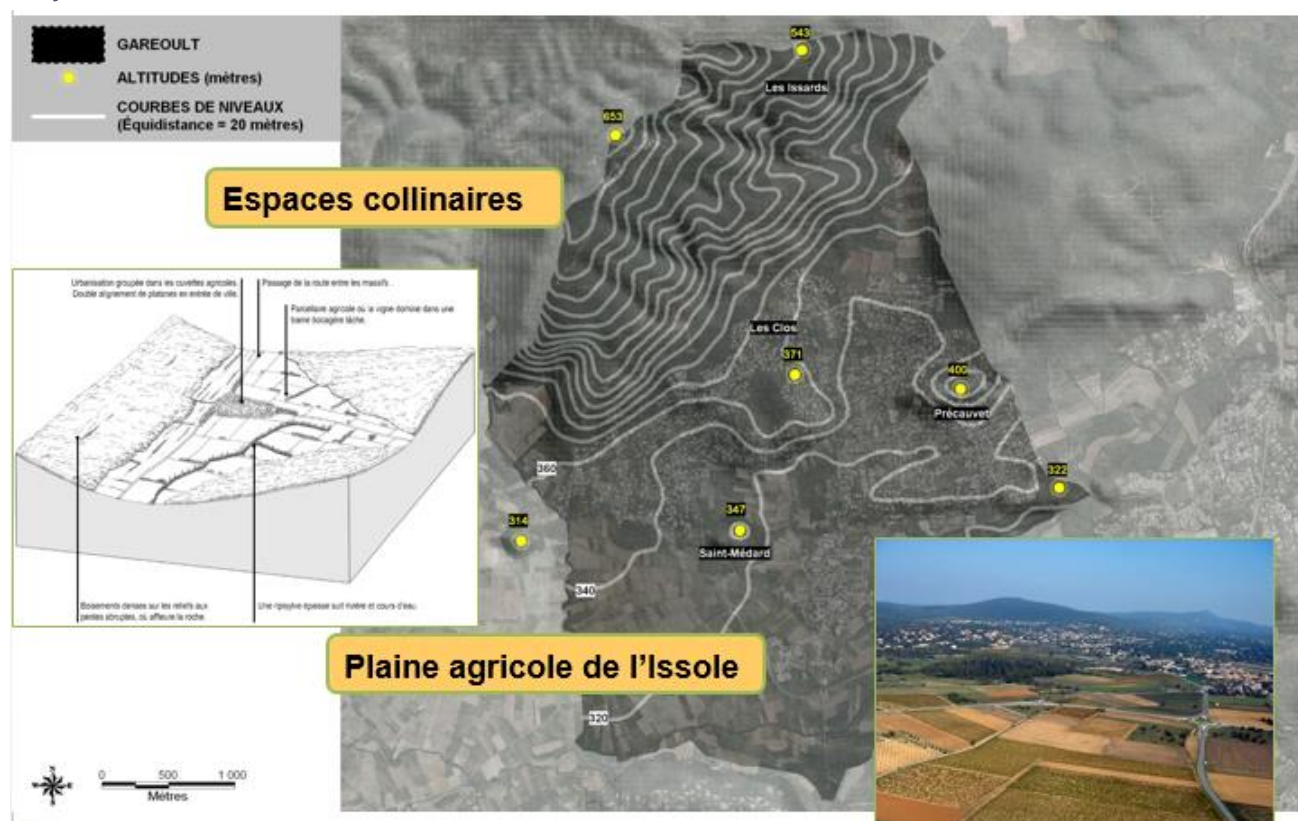 GAREOULT
ALTITUDES (mètres)
COURBES DE NIVEAUX
(Équidistance = 20 mètres)
543
Les Issards
653
Espaces collinaires
Urbanisation groupée dans les cuvettes agricoles.
Double alignement de platanes en entrée de ville.
Passage de la route entre les massifs.
Parcellaire agricole où la vigne domine dans une
trame bocagère lâche.
Les Clos
371
400
Précauvet
360
322
314
347
Saint-Médard
340
Boisements denses sur les reliefs aux
pentes abruptes, où affleure la roche.
Une ripisylve épaisse suit rivière et cours d'eau.
Plaine agricole de l'Issole
320
N
0 500 1 000
Mètres